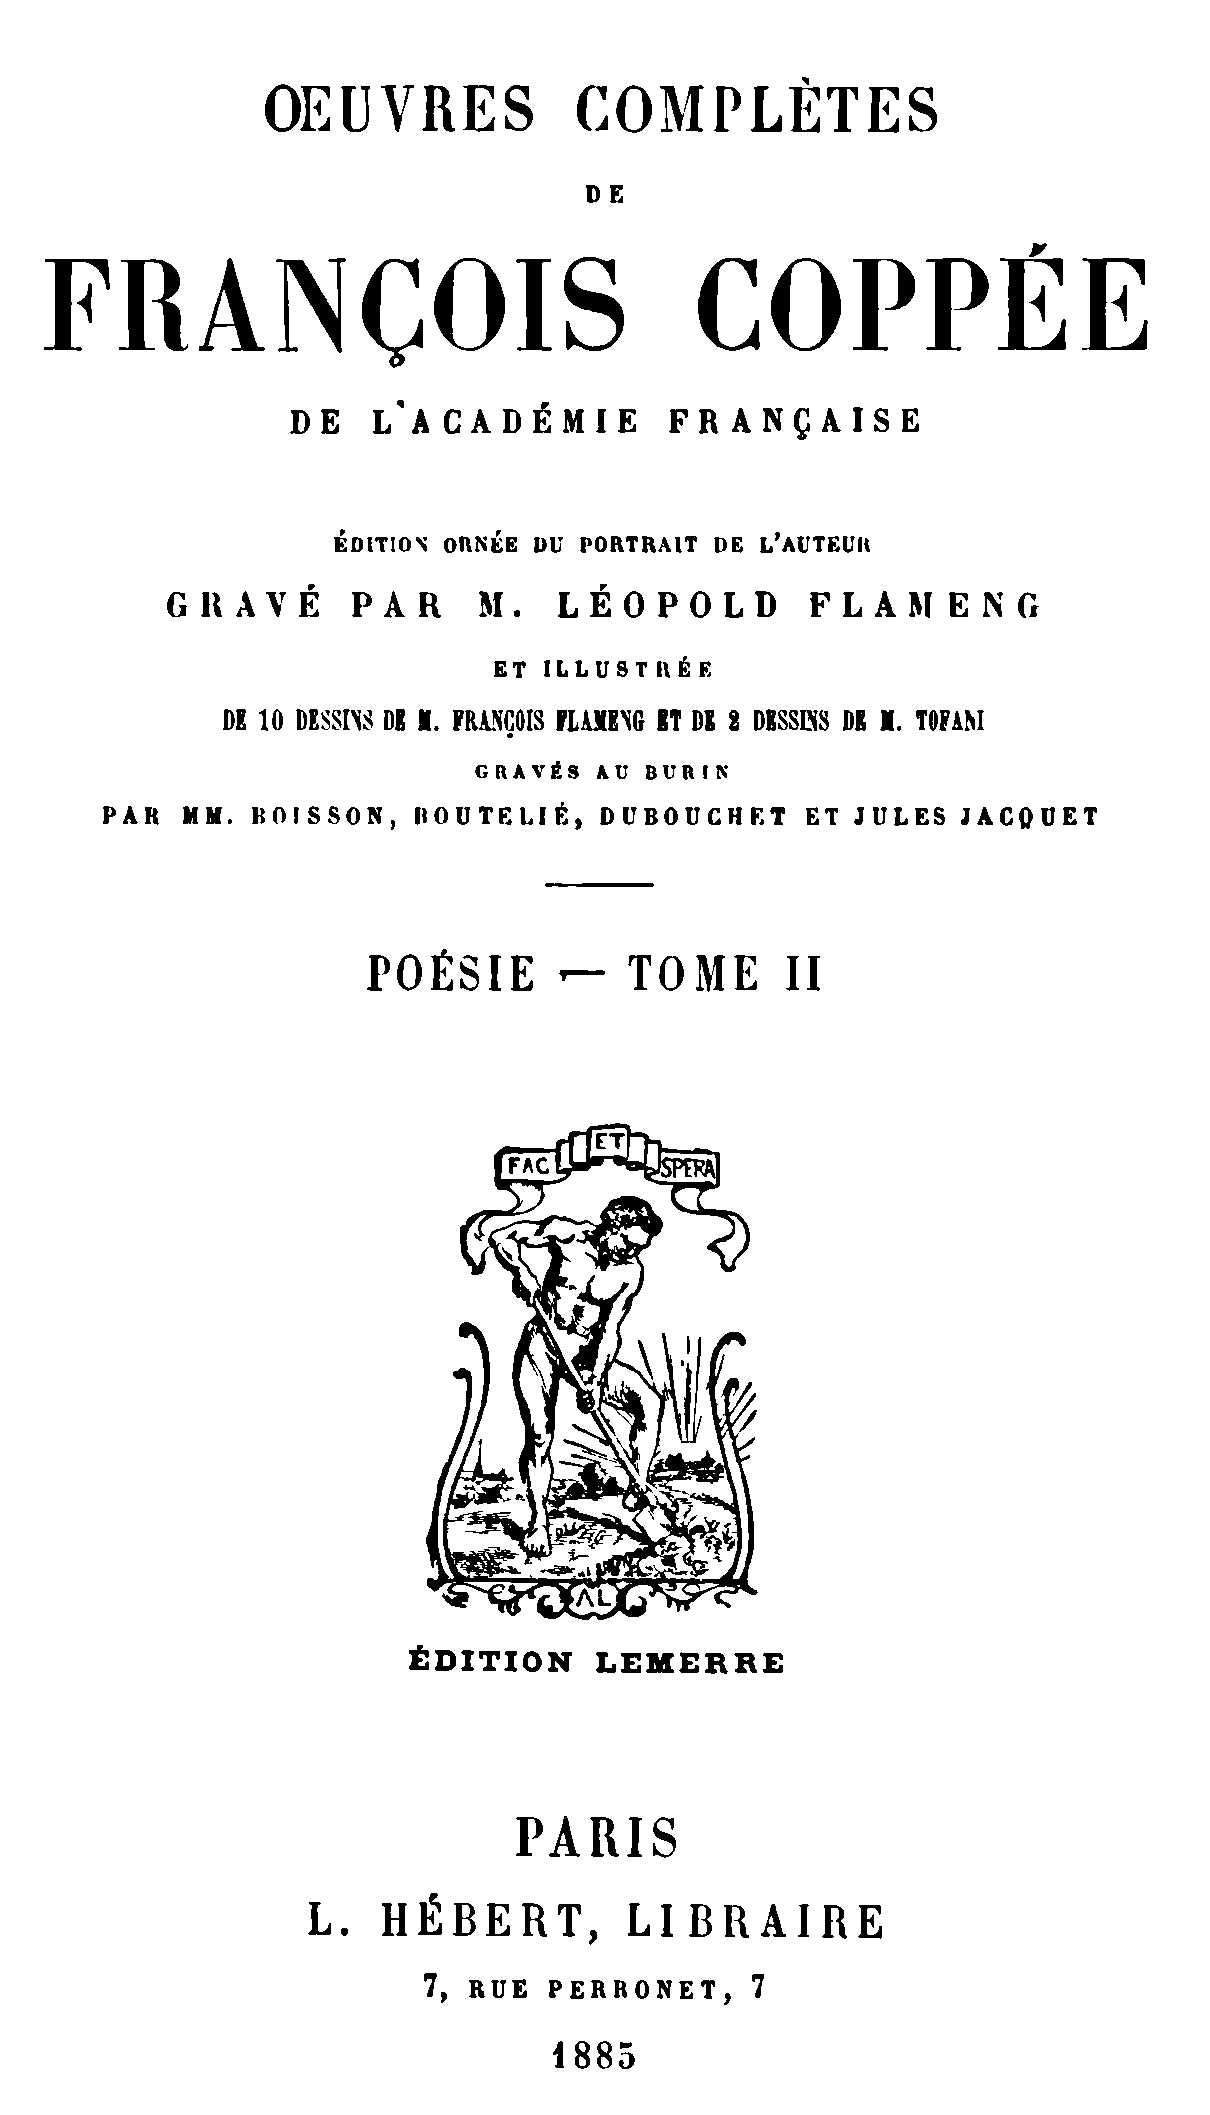 ŒUVRES COMPLÈTES
DE
FRANÇOIS COPPÉE
DE L'ACADÉMIE FRANÇAISE
ÉDITION ORNÉE DU PORTRAIT DE L'AUTEUR
GRAVÉ PAR M. LÉOPOLD FLAMENG
ET ILLUSTRÉE
DE 10 DESSINS DE M. FRANÇOIS FLAMENG ET DE 2 DESSINS DE M. TOFANI
GRAVÉS AU BURIN
PAR MM. BOISSON, BOUTELIÉ, DUBOUCHET ET JULES JACQUET
POÉSIE — TOME II
FAC ET SPERA
AL
ÉDITION LEMERRE
PARIS
L. HÉBERT, LIBRAIRE
7, RUE PERRONET, 7
1885